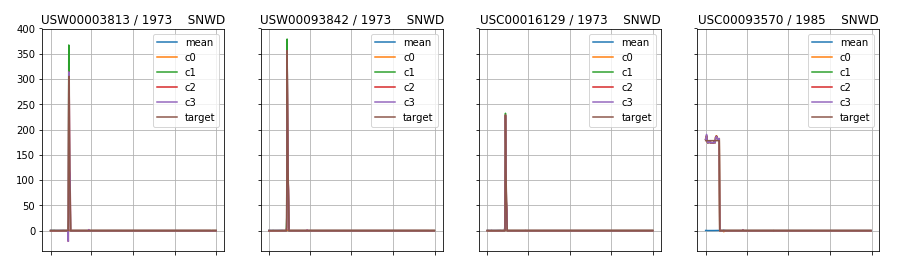 USW00003813 / 1973 SNWD
400
350
300
250
200
150
100
50
0
mean
c0
c1
c2
c3
target
USW00093842 / 1973 SNWD
mean
c0
c1
c2
c3
target
USC00016129 / 1973 SNWD
mean
c0
c1
c2
c3
target
USC00093570 / 1985 SNWD
mean
c0
c1
c2
c3
target